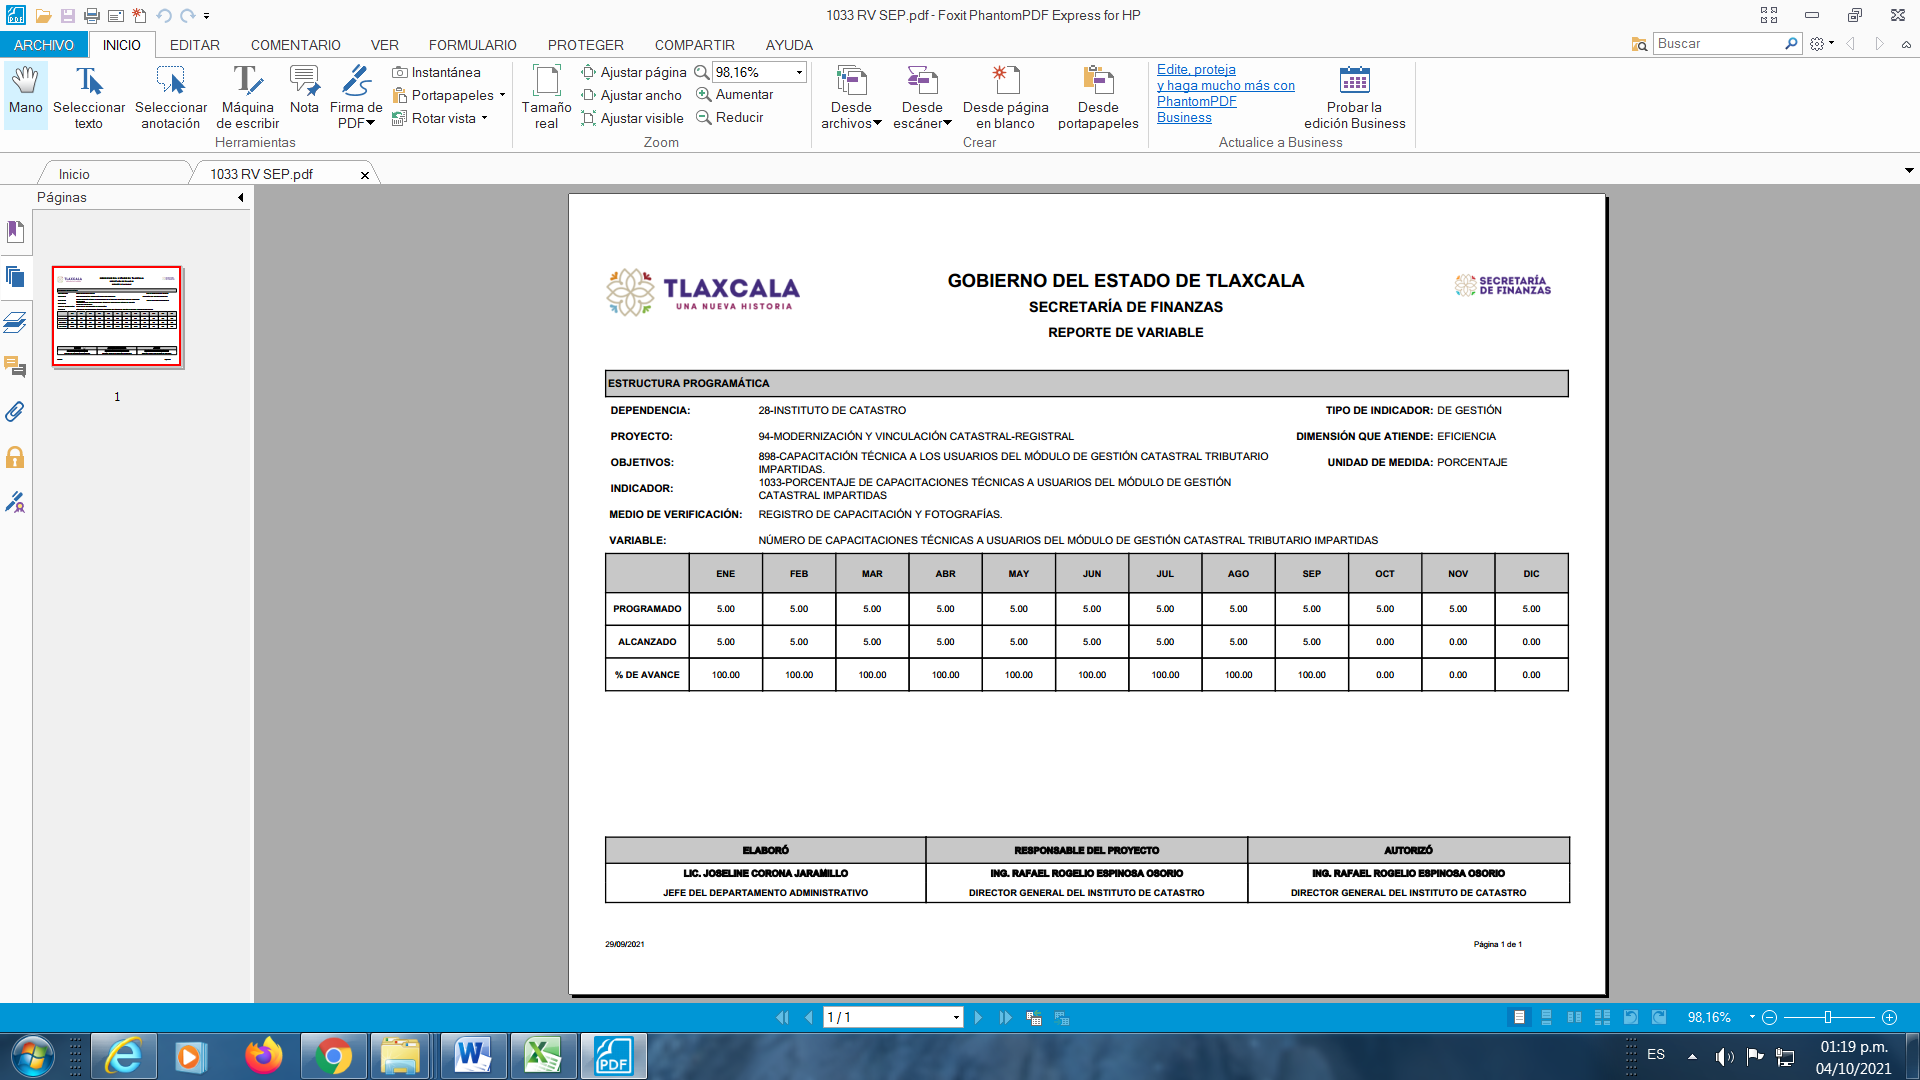 1033 RV SEP.pdf - Foxit PhantomPDF Express for HP
ARCHIVO INICIO EDITAR COMENTARIO VER FORMULARIO PROTEGER COMPARTIR AYUDA
Buscar
Mano
Seleccionar texto
Seleccionar anotación
Máquina de escribir
Nota
Firma de PDF
Instantánea
Portapapeles
Rotar vista
Herramientas
Tamaño real
Ajustar página
Ajustar ancho
Ajustar visible
98,16%
Aumentar
Reducir
Zoom
Desde archivos
Desde escáner
Desde página en blanco
Desde portapapeles
Crear
Edite, proteja
y haga mucho más con
PhantomPDF
Business
Probar la edición Business
Actualice a Business
Inicio
1033 RV SEP.pdf
Páginas
1
TLAXCALA
UNA NUEVA HISTORIA
GOBIERNO DEL ESTADO DE TLAXCALA
SECRETARÍA DE FINANZAS
REPORTE DE VARIABLE
SECRETARÍA
DE FINANZAS
ESTRUCTURA PROGRAMÁTICA
DEPENDENCIA: 28-INSTITUTO DE CATASTRO TIPO DE INDICADOR: DE GESTIÓN
PROYECTO: 94-MODERNIZACIÓN Y VINCULACIÓN CATASTRAL-REGISTRAL DIMENSIÓN QUE ATIENDE: EFICIENCIA
OBJETIVOS: 898-CAPACITACIÓN TÉCNICA A LOS USUARIOS DEL MÓDULO DE GESTIÓN CATASTRAL TRIBUTARIO
IMPARTIDAS.
UNIDAD DE MEDIDA: PORCENTAJE
INDICADOR: 1033-PORCENTAJE DE CAPACITACIONES TÉCNICAS A USUARIOS DEL MÓDULO DE GESTIÓN
CATASTRAL IMPARTIDAS
MEDIO DE VERIFICACIÓN: REGISTRO DE CAPACITACIÓN Y FOTOGRAFÍAS.
VARIABLE: NÚMERO DE CAPACITACIONES TÉCNICAS A USUARIOS DEL MÓDULO DE GESTIÓN CATASTRAL TRIBUTARIO IMPARTIDAS
ENE FEB MAR ABR MAY JUN JUL AGO SEP OCT NOV DIC
PROGRAMADO 5.00 5.00 5.00 5.00 5.00 5.00 5.00 5.00 5.00 5.00 5.00 5.00
ALCANZADO 5.00 5.00 5.00 5.00 5.00 5.00 5.00 5.00 5.00 0.00 0.00 0.00
% DE AVANCE 100.00 100.00 100.00 100.00 100.00 100.00 100.00 100.00 100.00 0.00 0.00 0.00
ELABORÓ RESPONSABLE DEL PROYECTO AUTORIZÓ
LIC. JOSELINE CORONA JARAMILLO ING. RAFAEL ROGELIO ESPINOSA OSORIO ING. RAFAEL ROGELIO ESPINOSA OSORIO
JEFE DEL DEPARTAMENTO ADMINISTRATIVO DIRECTOR GENERAL DEL INSTITUTO DE CATASTRO DIRECTOR GENERAL DEL INSTITUTO DE CATASTRO
29/09/2021 Página 1 de 1
1 / 1
98,16%
ES
01:19 p.m.
04/10/2021